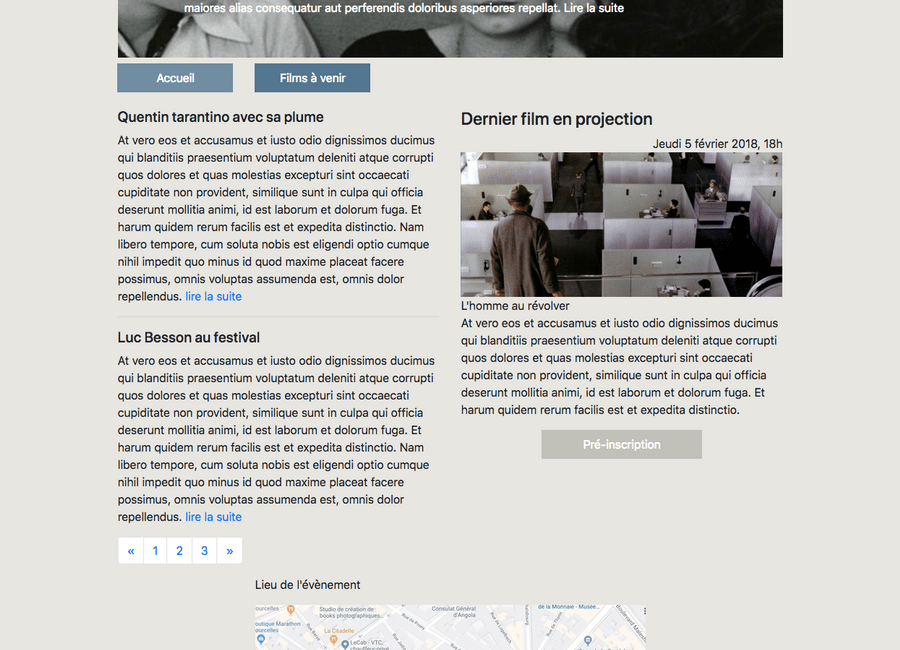 maiores alias consequatur aut perferendis doloribus asperiores repellat. Lire la suite
Accueil
Films à venir
Quentin tarantino avec sa plume
At vero eos et accusamus et iusto odio dignissimos ducimus
qui blanditiis praesentium voluptatum deleniti atque corrupti
quos dolores et quas molestias excepturi sint occaecati
cupiditate non provident, similique sunt in culpa qui officia
deserunt mollitia animi, id est laborum et dolorum fuga. Et
harum quidem rerum facilis est et expedita distinctio. Nam
libero tempore, cum soluta nobis est eligendi optio cumque
nihil impedit quo minus id quod maxime placeat facere
possimus, omnis voluptas assumenda est, omnis dolor
repellendus. lire la suite
Luc Besson au festival
At vero eos et accusamus et iusto odio dignissimos ducimus
qui blanditiis praesentium voluptatum deleniti atque corrupti
quos dolores et quas molestias excepturi sint occaecati
cupiditate non provident, similique sunt in culpa qui officia
deserunt mollitia animi, id est laborum et dolorum fuga. Et
harum quidem rerum facilis est et expedita distinctio. Nam
libero tempore, cum soluta nobis est eligendi optio cumque
nihil impedit quo minus id quod maxime placeat facere
possimus, omnis voluptas assumenda est, omnis dolor
repellendus. lire la suite
« 1 2 3 »
Dernier film en projection
Jeudi 5 février 2018, 18h
L'homme au révolver
At vero eos et accusamus et iusto odio dignissimos ducimus
qui blanditiis praesentium voluptatum deleniti atque corrupti
quos dolores et quas molestias excepturi sint occaecati
cupiditate non provident, similique sunt in culpa qui officia
deserunt mollitia animi, id est laborum et dolorum fuga. Et
harum quidem rerum facilis est et expedita distinctio.
Pré-inscription
Lieu de l'évènement
ourcelles
Studio de création de
books photographiques...
Consulat Général
d'Angola
de la Monnaie - Musée...
outique Marathon
ourcelles
La Citadelle
LeCab - VTC,
chauffeur privé